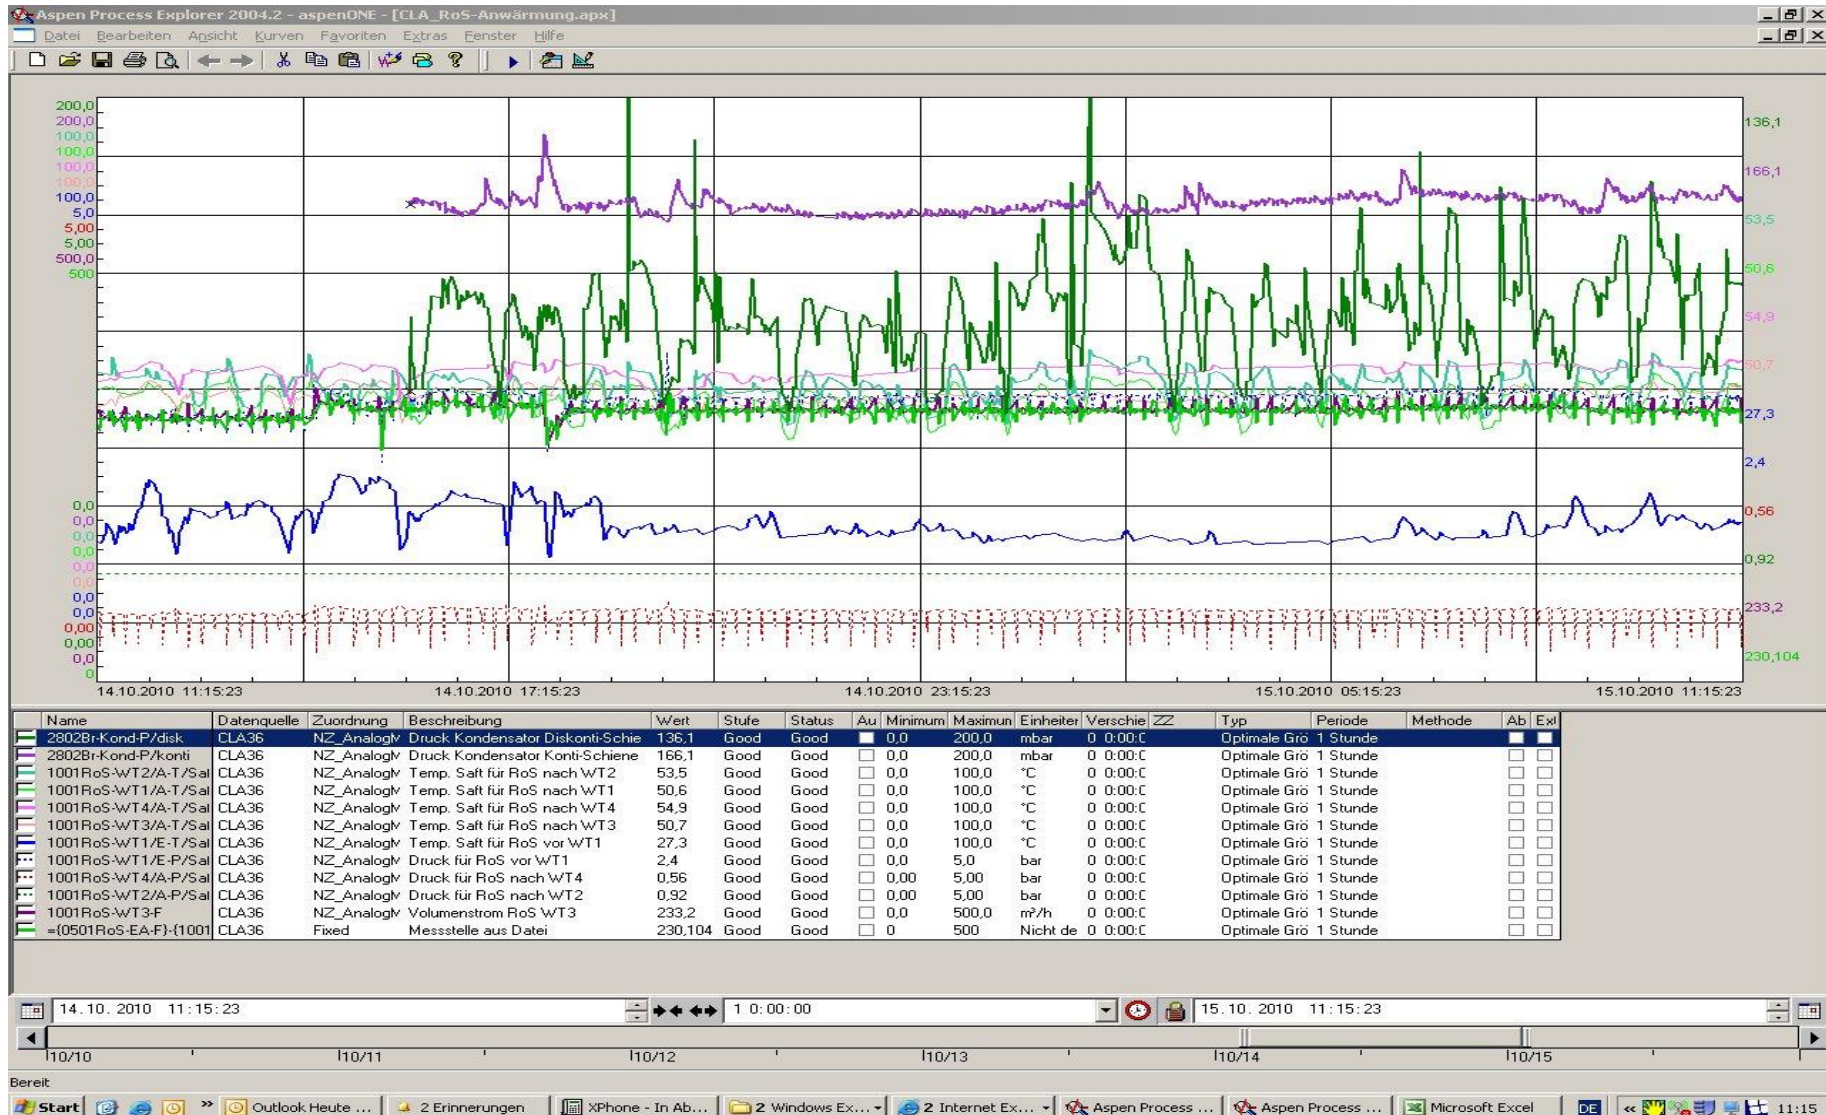 Aspen Process Explorer 2004.2 - aspenONE - [CLA_RoS-Anwärmung.apx]
Datei Bearbeiten Ansicht Kurven Favoriten Extras Fenster Hilfe
200,0
200,0
100,0
100,0
100,0
100,0
100,0
5,0
5,00
5,00
500,0
500
0,0
0,0
0,0
0,0
0,0
0,0
0,0
0,0
0,00
0,00
0,0
0
136,1
166,1
53,5
50,6
54,9
50,7
27,3
2,4
0,56
0,92
233,2
230,104
14.10.2010 11:15:23 14.10.2010 17:15:23 14.10.2010 23:15:23 15.10.2010 05:15:23 15.10.2010 11:15:23
Name Datenquelle Zuordnung Beschreibung Wert Stufe Status Au Minimum Maximun Einheiter Verschie ZZ Typ Periode Methode Ab Exl
2802Br-Kond-P/disk CLA36 NZ_AnalogM Druck Kondensator Diskonti-Schie 136,1 Good Good 0,0 200,0 mbar 0 0:00:0 Optimale Grö 1 Stunde
2802Br-Kond-P/konti CLA36 NZ_AnalogM Druck Kondensator Konti-Schiene 166,1 Good Good 0,0 200,0 mbar 0 0:00:0 Optimale Grö 1 Stunde
1001RoS-WT2/A-T/Sal CLA36 NZ_AnalogM Temp. Saft für RoS nach WT2 53,5 Good Good 0,0 100,0 °C 0 0:00:0 Optimale Grö 1 Stunde
1001RoS-WT1/A-T/Sal CLA36 NZ_AnalogM Temp. Saft für RoS nach WT1 50,6 Good Good 0,0 100,0 °C 0 0:00:0 Optimale Grö 1 Stunde
1001RoS-WT4/A-T/Sal CLA36 NZ_AnalogM Temp. Saft für RoS nach WT4 54,9 Good Good 0,0 100,0 °C 0 0:00:0 Optimale Grö 1 Stunde
1001RoS-WT3/A-T/Sal CLA36 NZ_AnalogM Temp. Saft für RoS nach WT3 50,7 Good Good 0,0 100,0 °C 0 0:00:0 Optimale Grö 1 Stunde
1001RoS-WT1/E-T/Sal CLA36 NZ_AnalogM Temp. Saft für RoS vor WT1 27,3 Good Good 0,0 100,0 °C 0 0:00:0 Optimale Grö 1 Stunde
1001RoS-WT1/E-P/Sal CLA36 NZ_AnalogM Druck für RoS vor WT1 2,4 Good Good 0,0 5,0 bar 0 0:00:0 Optimale Grö 1 Stunde
1001RoS-WT4/A-P/Sal CLA36 NZ_AnalogM Druck für RoS nach WT4 0,56 Good Good 0,00 5,00 bar 0 0:00:0 Optimale Grö 1 Stunde
1001RoS-WT2/A-P/Sal CLA36 NZ_AnalogM Druck für RoS nach WT2 0,92 Good Good 0,00 5,00 bar 0 0:00:0 Optimale Grö 1 Stunde
1001RoS-WT3-F CLA36 NZ_AnalogM Volumenstrom RoS WT3 233,2 Good Good 0,0 500,0 m³/h 0 0:00:0 Optimale Grö 1 Stunde
={0501RoS-EA-F}-{1001 CLA36 Fixed Messstelle aus Datei 230,104 Good Good 0 500 Nicht de 0 0:00:0 Optimale Grö 1 Stunde
14.10.2010 11:15:23 1 0:00:00 15.10.2010 11:15:23
10/10 10/11 10/12 10/13 10/14 10/15
Bereit
Start » Outlook Heute ... 2 Erinnerungen XPhone - In Ab... 2 Windows Ex... 2 Internet Ex... Aspen Process ... Aspen Process ... Microsoft Excel DE « 11:15